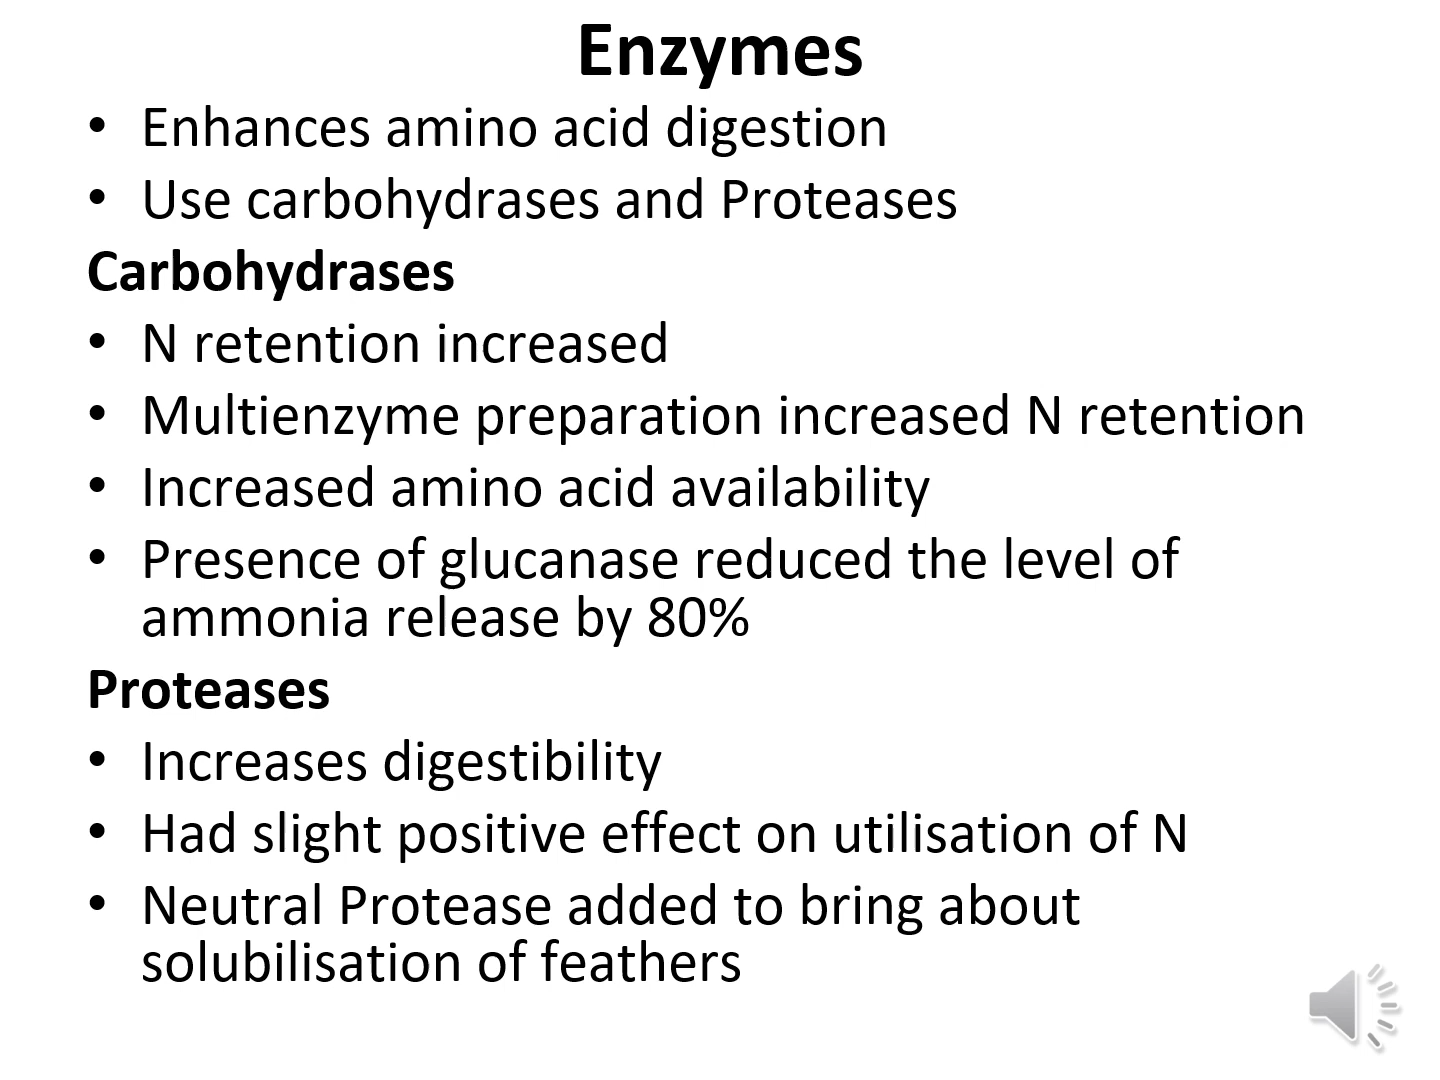 Enzymes
• Enhances amino acid digestion
• Use carbohydrases and Proteases
Carbohydrases
• N retention increased
• Multienzyme preparation increased N retention
• Increased amino acid availability
• Presence of glucanase reduced the level of
ammonia release by 80%
Proteases
• Increases digestibility
• Had slight positive effect on utilisation of N
• Neutral Protease added to bring about
solubilisation of feathers